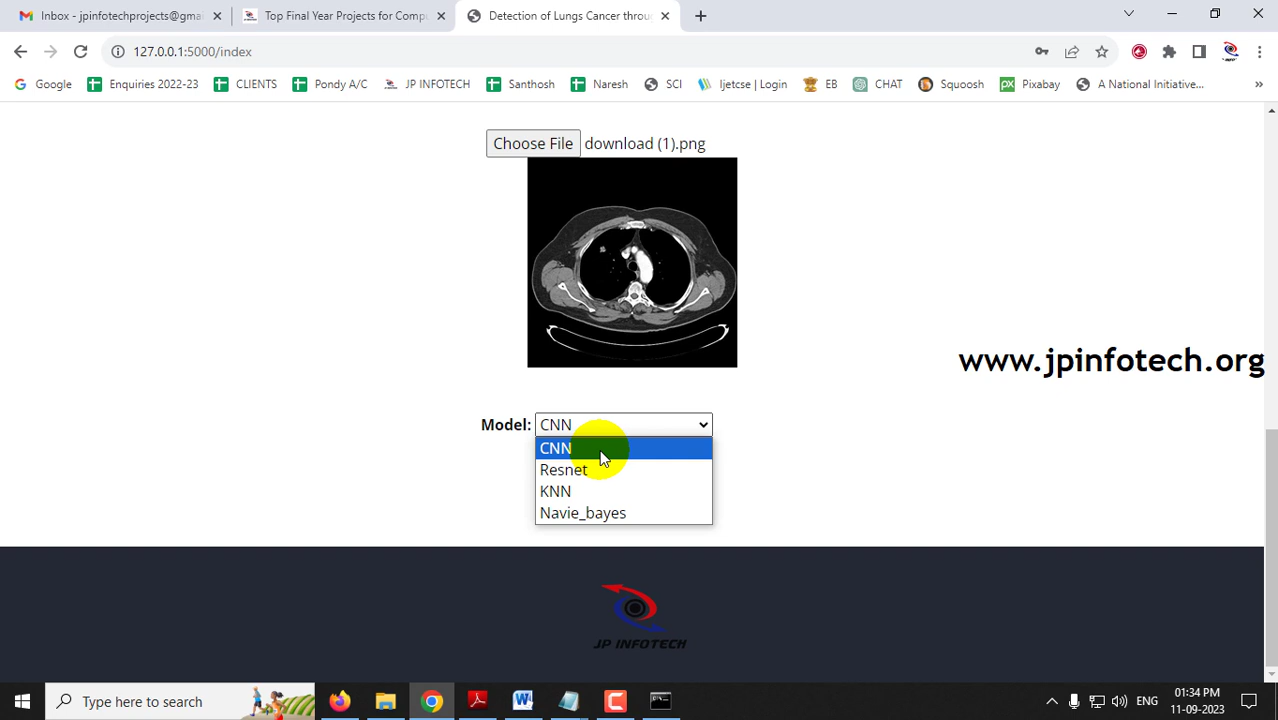 Inbox - jpinfotechprojects@gma
Top Final Year Projects for Compu
Detection of Lungs Cancer throu
127.0.0.1:5000/index
Google
Enquiries 2022-23
CLIENTS
Pondy A/C
JP INFOTECH
Santhosh
Naresh
SCI
Ijetcse | Login
EB
CHAT
Squoosh
Pixabay
A National Initiative...
»
Choose File download (1).png
www.jpinfotech.org
Model: CNN
CNN
Resnet
KNN
Navie_bayes
JP INFOTECH
Type here to search
ENG
01:34 PM
11-09-2023